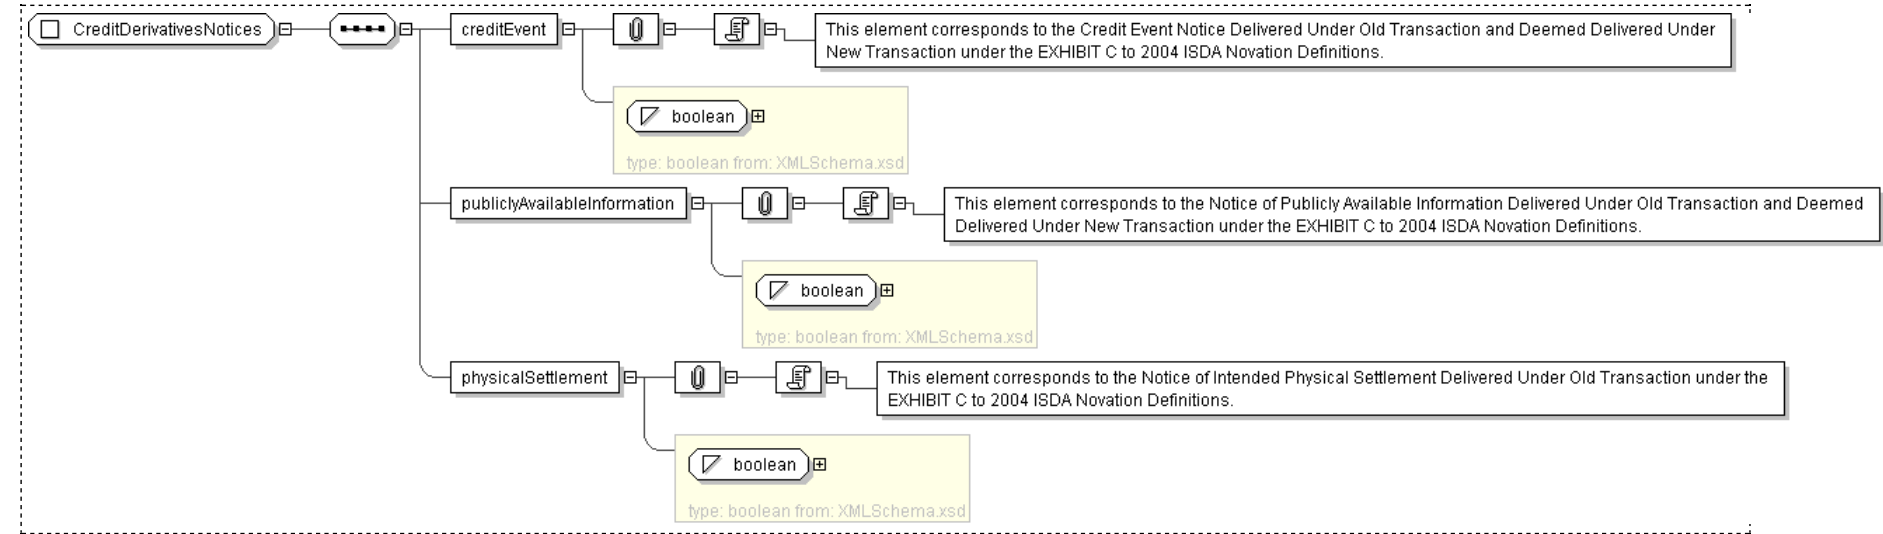 CreditDerivativesNotices
creditEvent
This element corresponds to the Credit Event Notice Delivered Under Old Transaction and Deemed Delivered Under
New Transaction under the EXHIBIT C to 2004 ISDA Novation Definitions.
boolean
type: boolean from: XMLSchema.xsd
publiclyAvailableInformation
This element corresponds to the Notice of Publicly Available Information Delivered Under Old Transaction and Deemed
Delivered Under New Transaction under the EXHIBIT C to 2004 ISDA Novation Definitions.
boolean
type: boolean from: XMLSchema.xsd
physicalSettlement
This element corresponds to the Notice of Intended Physical Settlement Delivered Under Old Transaction under the
EXHIBIT C to 2004 ISDA Novation Definitions.
boolean
type: boolean from: XMLSchema.xsd